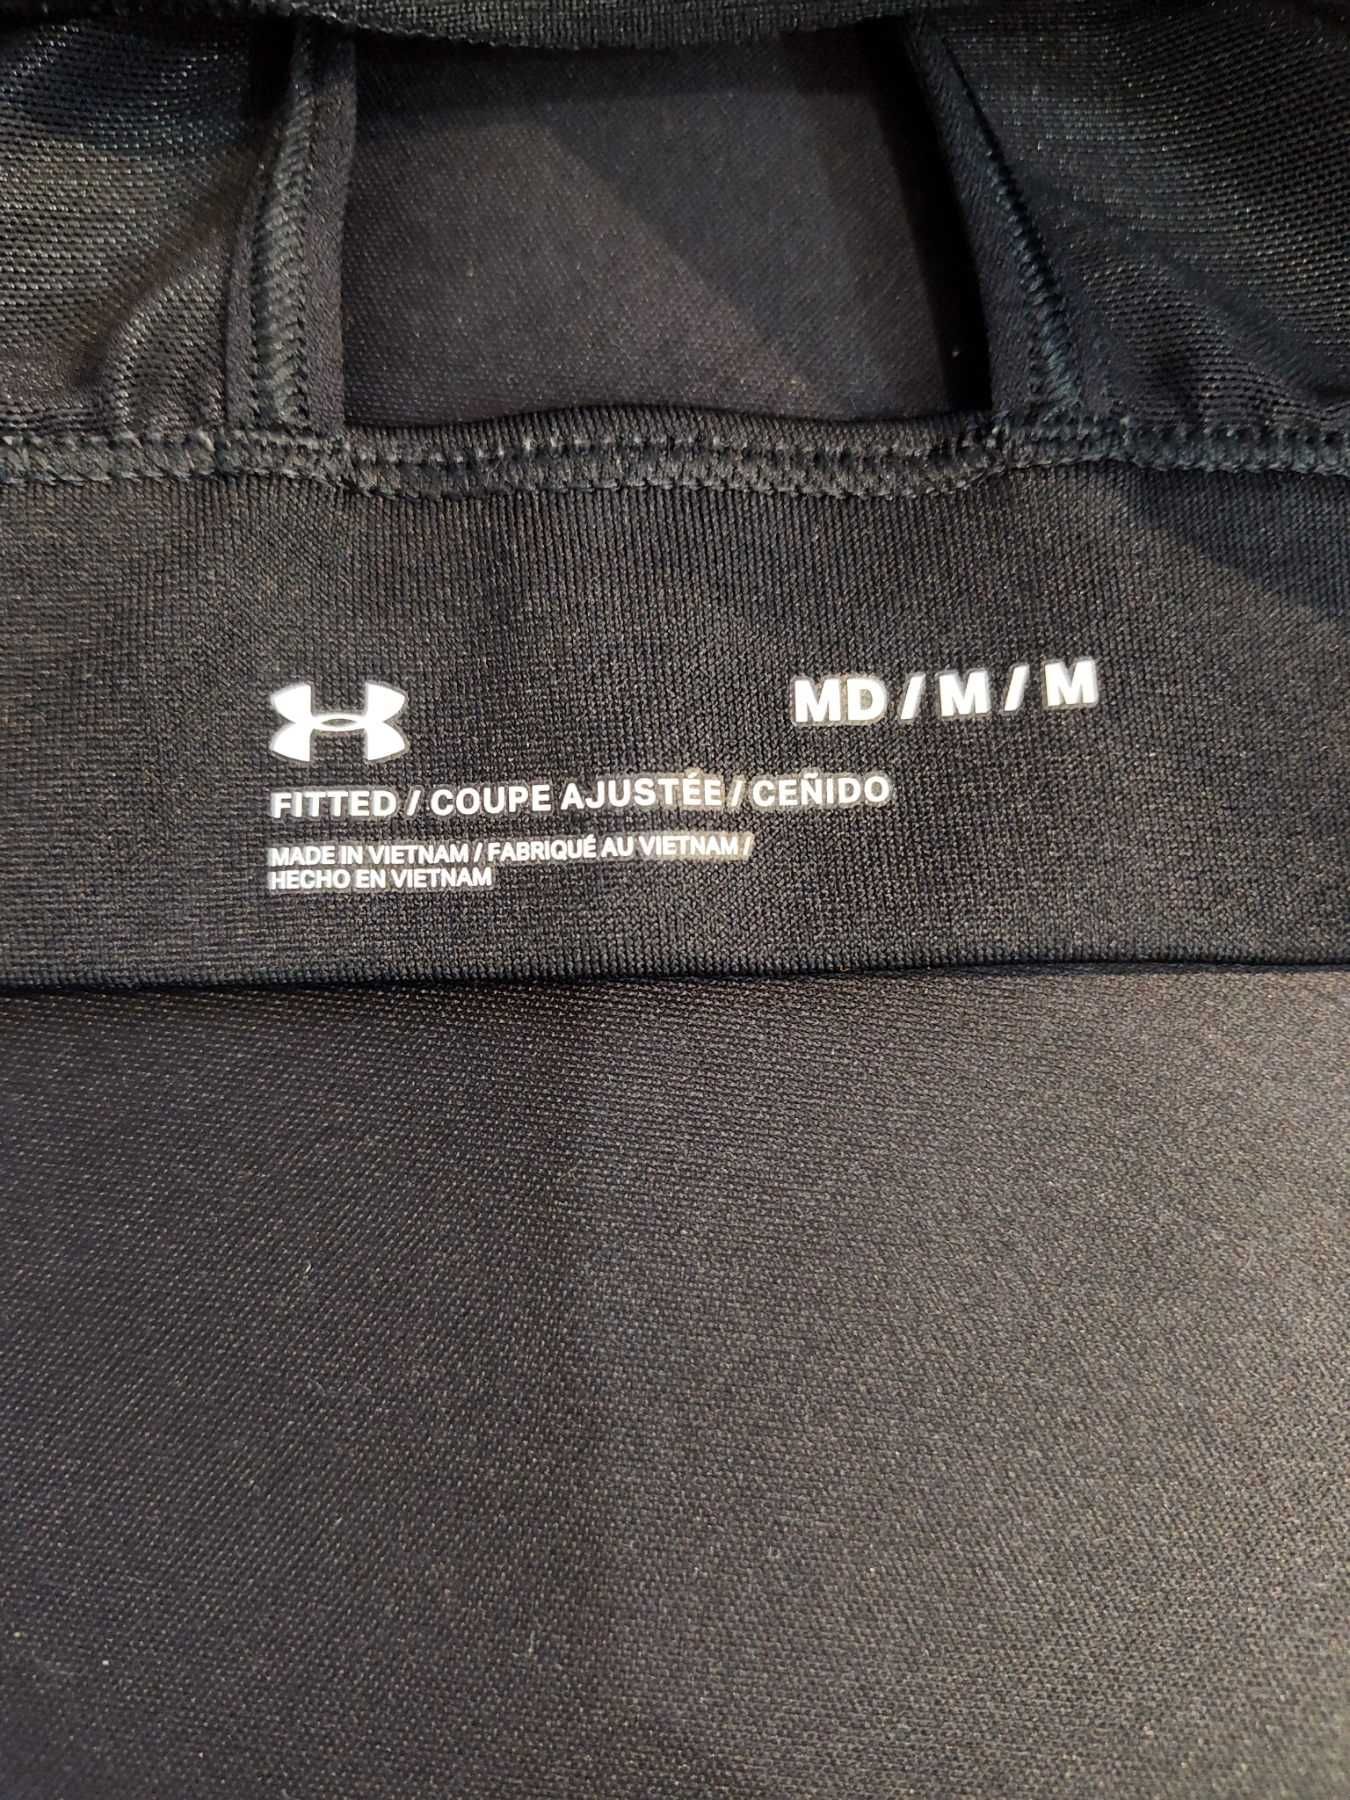 MD / M / M
FITTED / COUPE AJUSTÉE / CEÑIDO
MADE IN VIETNAM / FABRIQUÉ AU VIETNAM /
HECHO EN VIETNAM